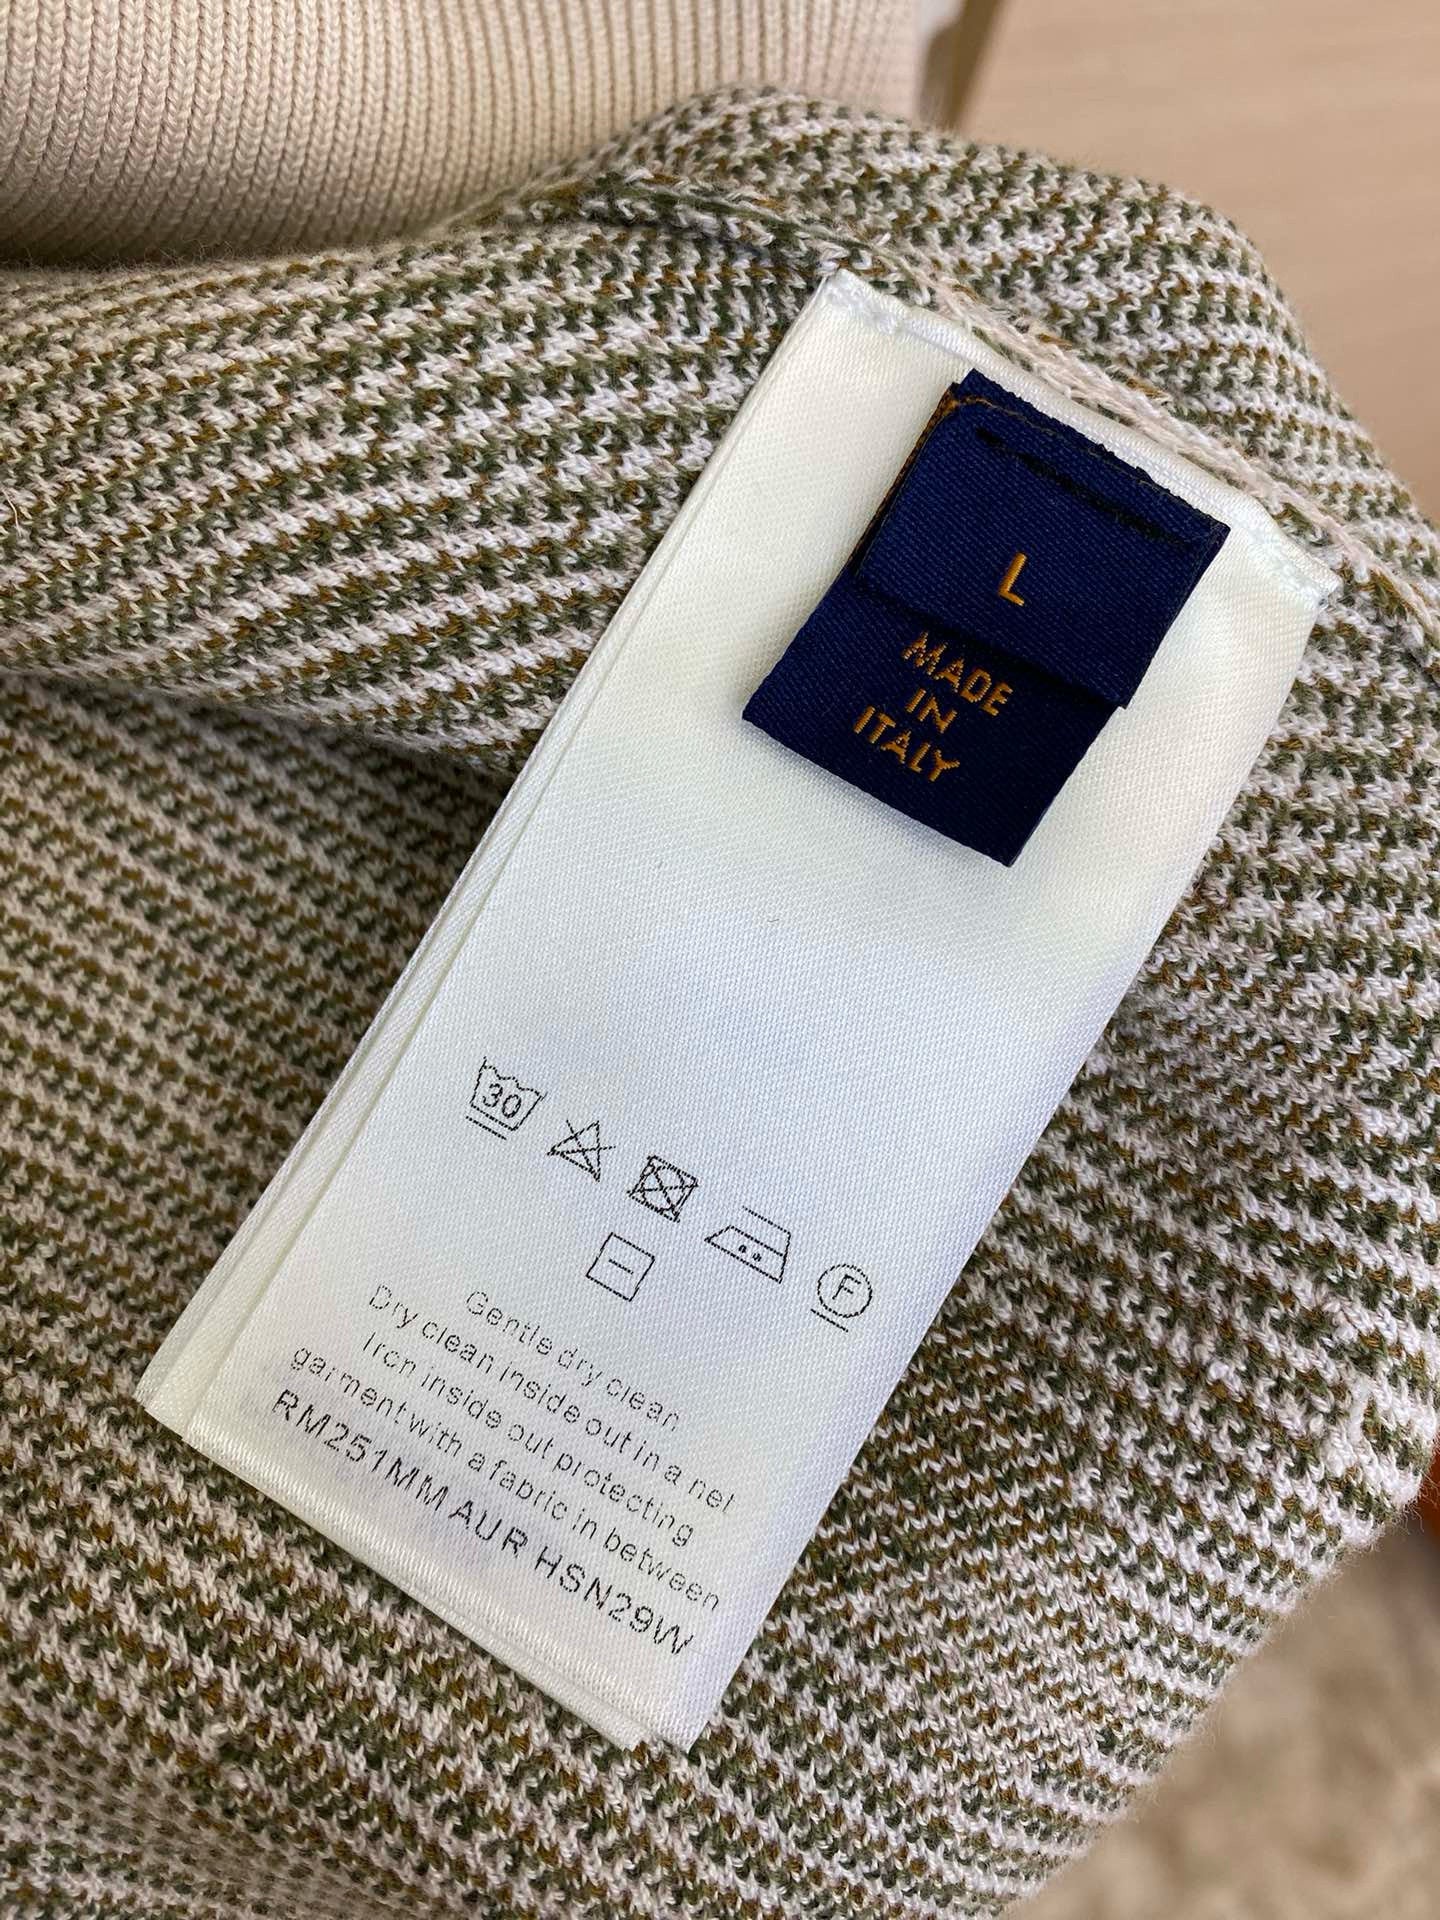 L
MADE
IN
ITALY
30
F
Gentle dry clean
Dry clean inside out in a net
Iron inside out protecting
garment with a fabric in between
RM251MM AUR HSN29W